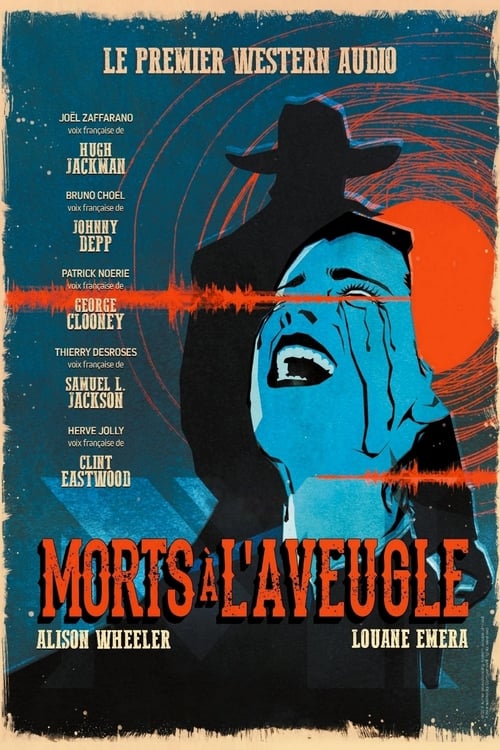 LE PREMIER WESTERN AUDIO
JOËL ZAFFARANO
voix française de
HUGH
JACKMAN
BRUNO CHOEL
voix française de
JOHNNY
DEPP
PATRICK NOERIE
voix française de
GEORGE
CLOONEY
THIERRY DESROSES
voix française de
SAMUEL L.
JACKSON
HERVE JOLLY
voix française de
CLINT
EASTWOOD
MORTS À L'AVEUGLE
ALISON WHEELER
LOUANE EMERA